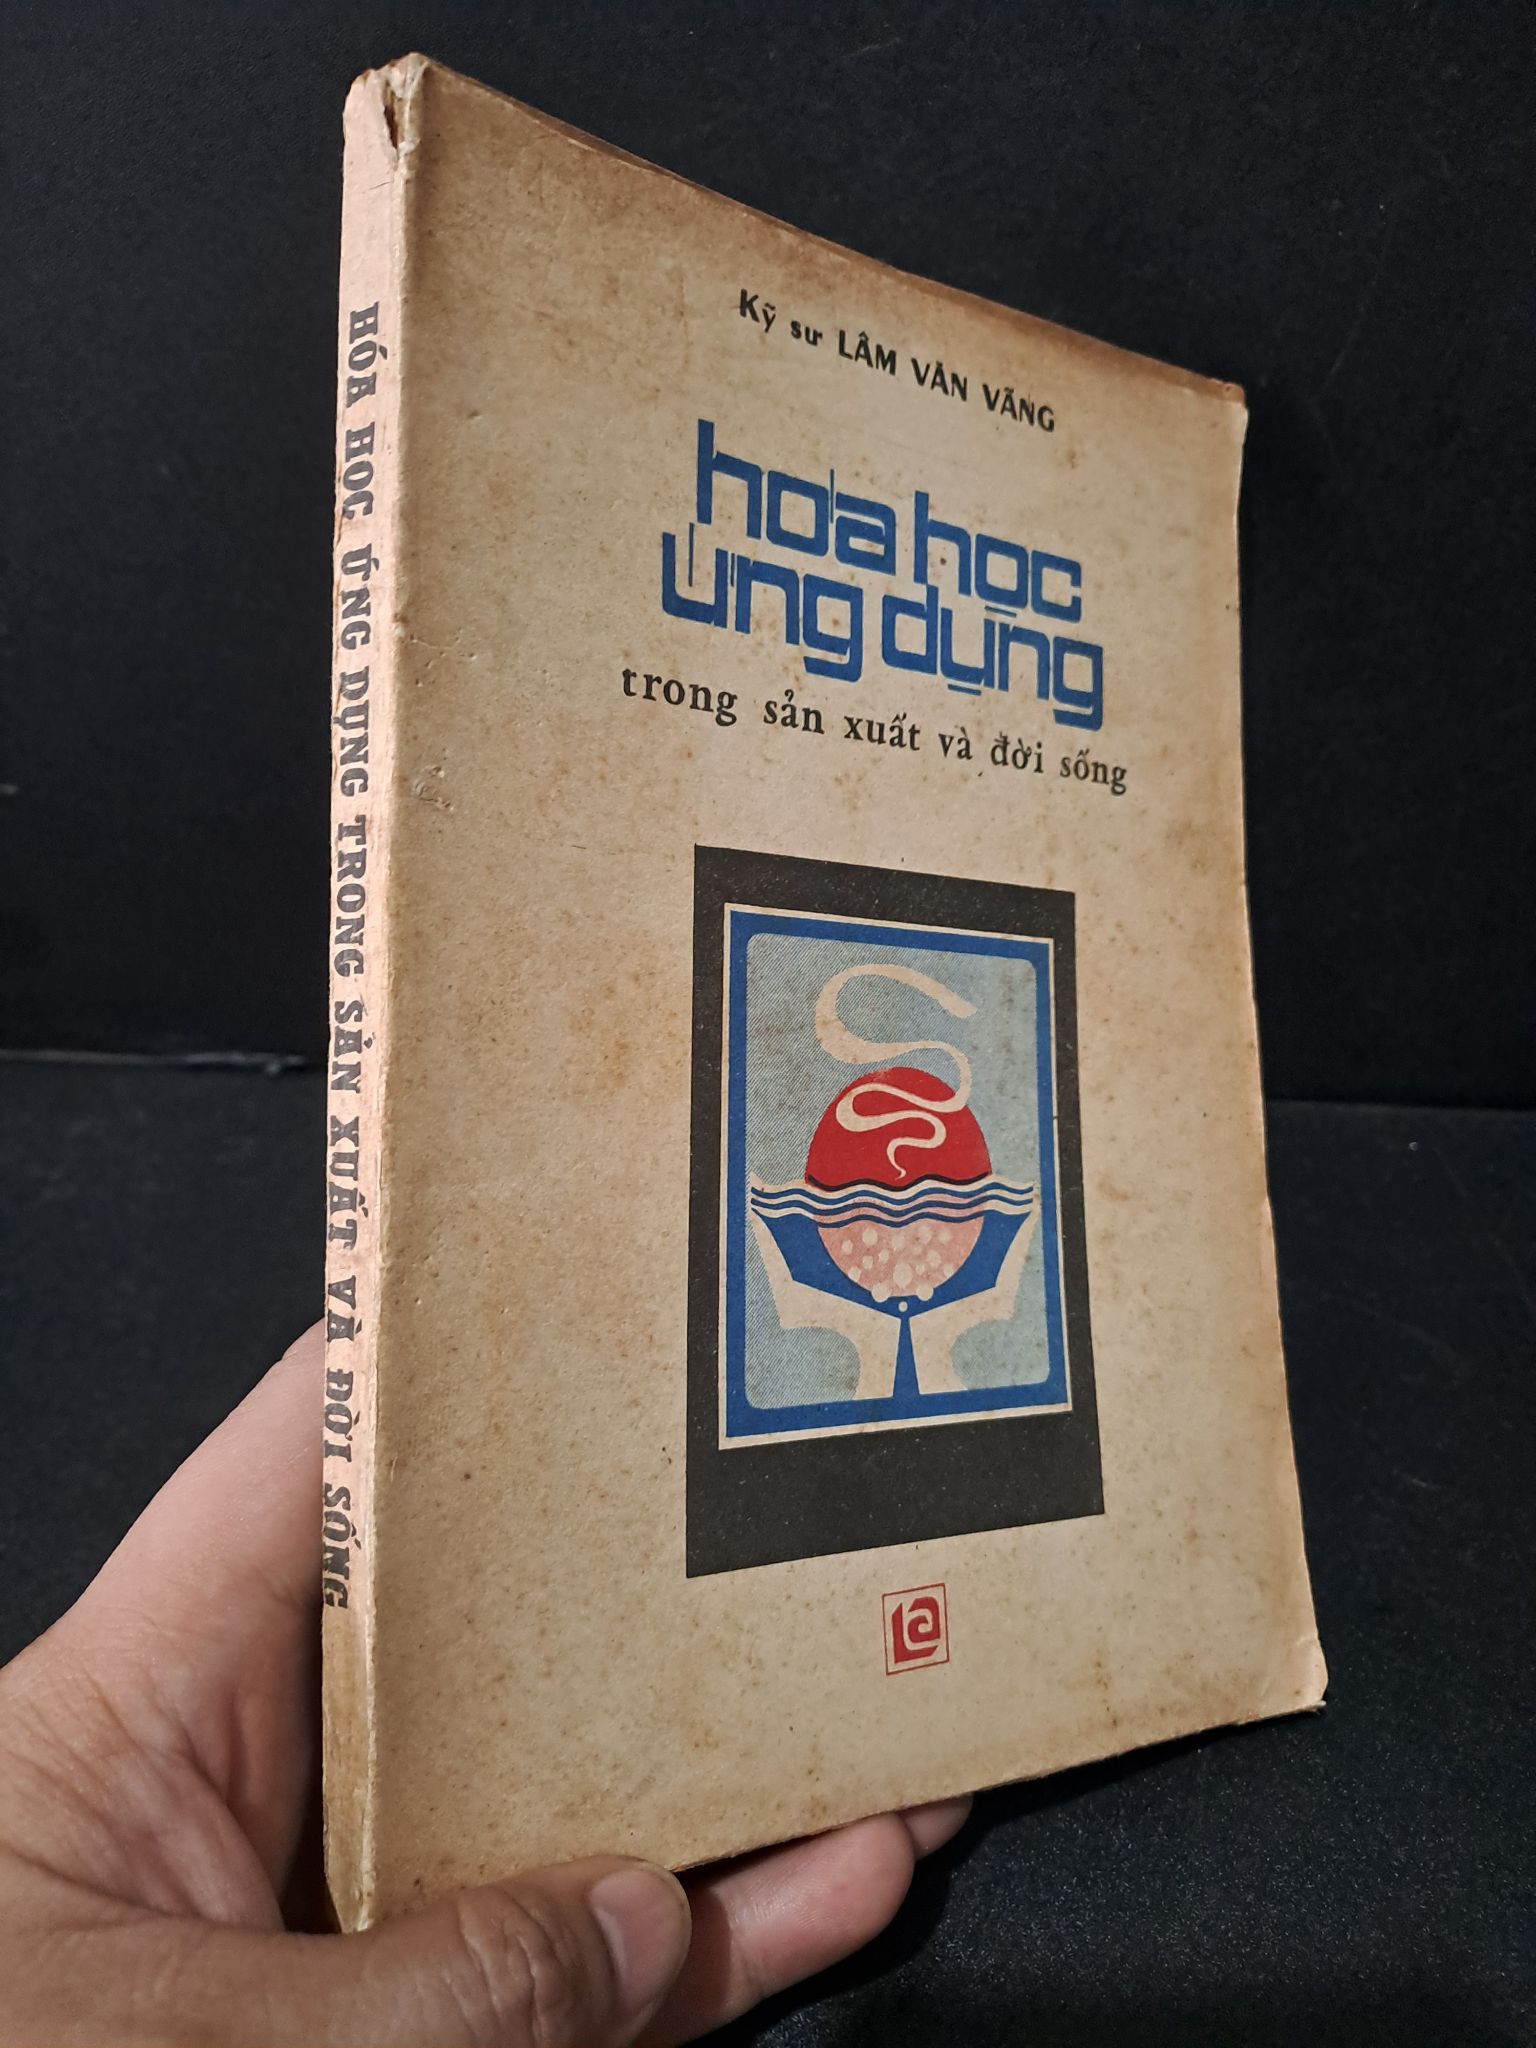 Kỹ sư LÂM VĂN VÃNG
hóa học
ứng dụng
trong sản xuất và đời sống
HÓA HỌC ỨNG DỤNG TRONG SẢN XUẤT VÀ ĐỜI SỐNG